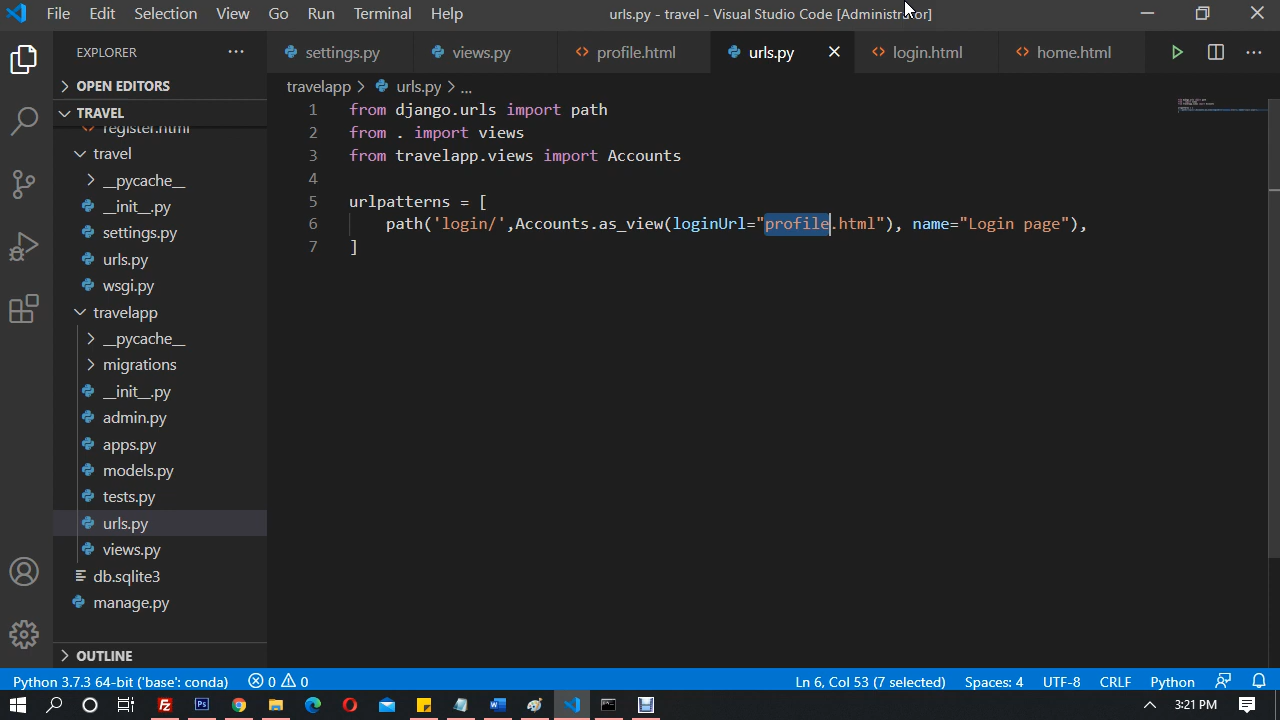 File Edit Selection View Go Run Terminal Help urls.py - travel - Visual Studio Code [Administrator]
EXPLORER
settings.py views.py profile.html urls.py login.html home.html
OPEN EDITORS
travelapp urls.py ...
TRAVEL
register.html
travel
__pycache__
__init__.py
settings.py
urls.py
wsgi.py
travelapp
__pycache__
migrations
__init__.py
admin.py
apps.py
models.py
tests.py
urls.py
views.py
db.sqlite3
manage.py
OUTLINE
1 from django.urls import path
2 from . import views
3 from travelapp.views import Accounts
4
5 urlpatterns = [
6 path('login/',Accounts.as_view(loginUrl="profile.html"), name="Login page"),
7 ]
Python 3.7.3 64-bit ('base': conda) 0 0 Ln 6, Col 53 (7 selected) Spaces: 4 UTF-8 CRLF Python
3:21 PM